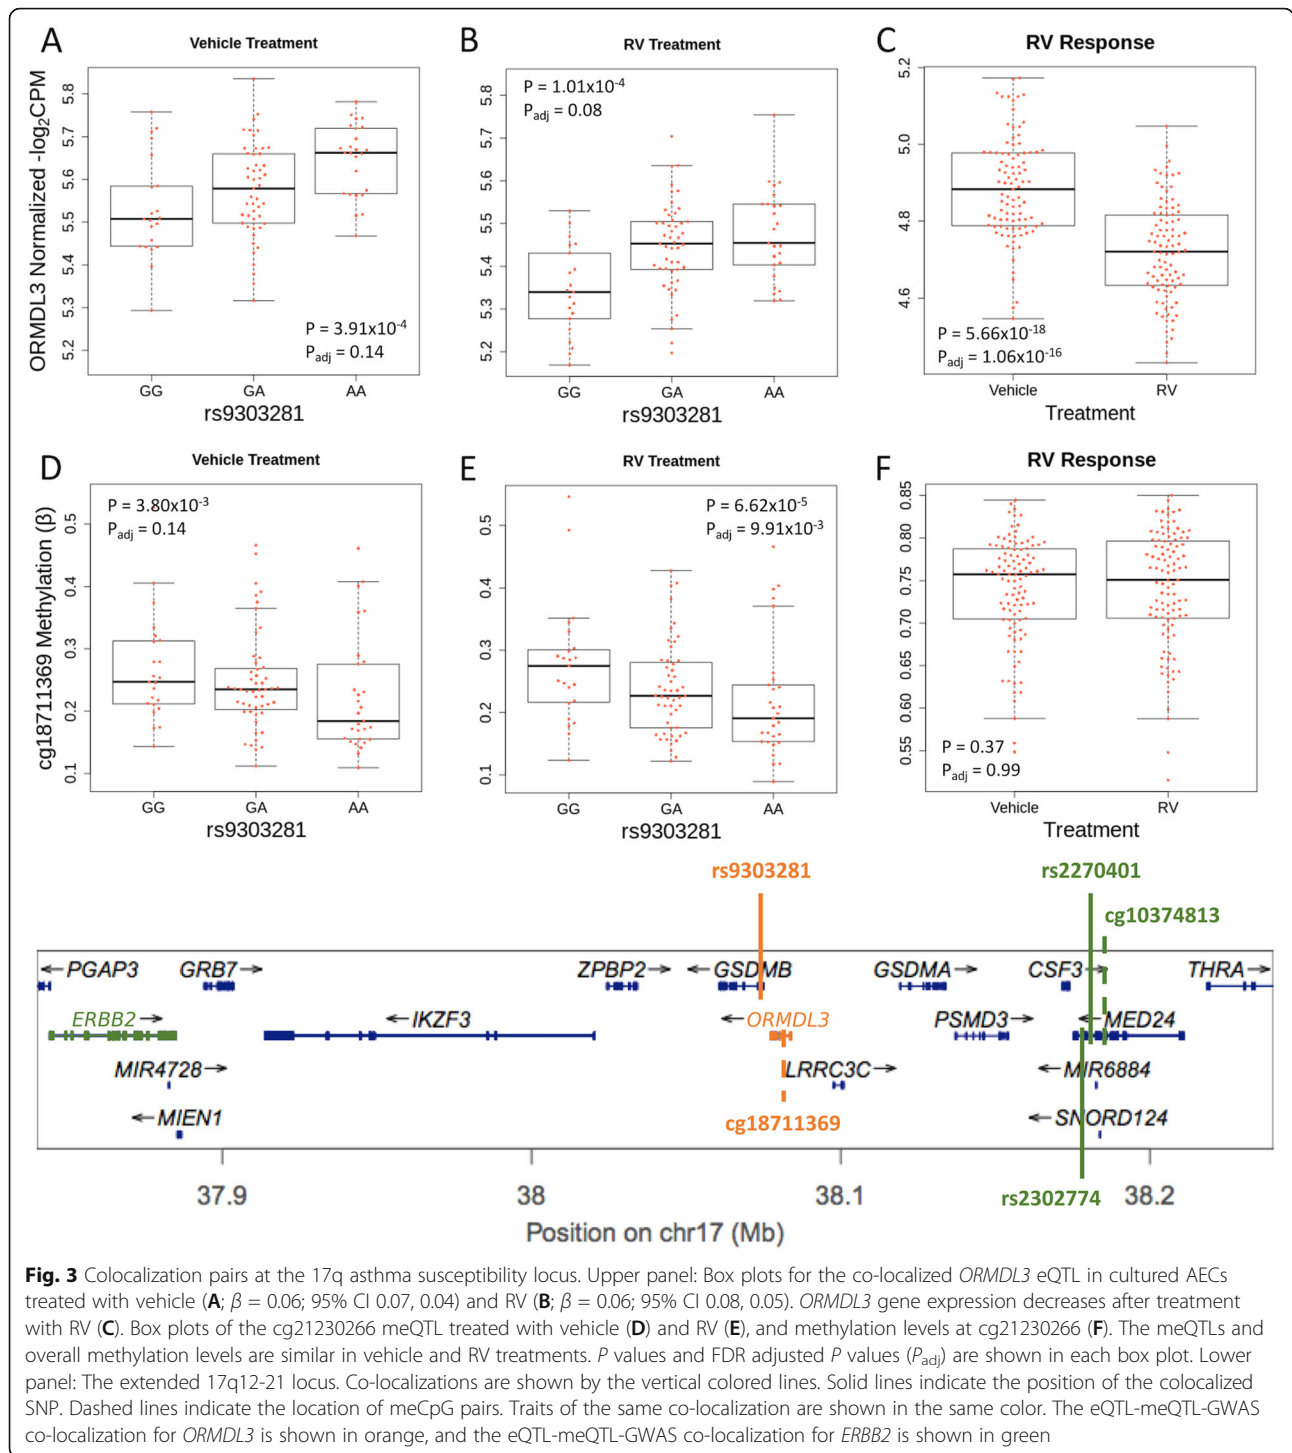 A
Vehicle Treatment
ORMDL3 Normalized -log2CPM
5.8
5.7
5.6
5.5
5.4
5.3
5.2
P = 3.91x10-4
Padj = 0.14
GG GA AA
rs9303281
B
RV Treatment
P = 1.01x10-4
Padj = 0.08
5.8
5.7
5.6
5.5
5.4
5.3
5.2
GG GA AA
rs9303281
C
RV Response
5.2
5.0
4.8
4.6
P = 5.66x10-18
Padj = 1.06x10-16
Vehicle RV
Treatment
D
Vehicle Treatment
cg18711369 Methylation (β)
P = 3.80x10-3
Padj = 0.14
0.5
0.4
0.3
0.2
0.1
GG GA AA
rs9303281
E
RV Treatment
P = 6.62x10-5
Padj = 9.91x10-3
0.5
0.4
0.3
0.2
0.1
GG GA AA
rs9303281
F
RV Response
0.85
0.80
0.75
0.70
0.65
0.60
0.55
P = 0.37
Padj = 0.99
Vehicle RV
Treatment
rs9303281 rs2270401
cg10374813
←PGAP3 GRB7→ ZPBP2→ ←GSDMB GSDMA→ CSF3→ THRA→
ERBB2→ ←IKZF3 ←ORMDL3 PSMD3→ ←MED24
MIR4728→ LRRC3C→ ←MIR6884
←MIEN1 cg18711369 ←SNORD124
rs2302774
37.9 38 38.1 38.2
Position on chr17 (Mb)
Fig. 3 Colocalization pairs at the 17q asthma susceptibility locus. Upper panel: Box plots for the co-localized ORMDL3 eQTL in cultured AECs
treated with vehicle (A; β = 0.06; 95% CI 0.07, 0.04) and RV (B; β = 0.06; 95% CI 0.08, 0.05). ORMDL3 gene expression decreases after treatment
with RV (C). Box plots of the cg21230266 meQTL treated with vehicle (D) and RV (E), and methylation levels at cg21230266 (F). The meQTLs and
overall methylation levels are similar in vehicle and RV treatments. P values and FDR adjusted P values (Padj) are shown in each box plot. Lower
panel: The extended 17q12-21 locus. Co-localizations are shown by the vertical colored lines. Solid lines indicate the position of the colocalized
SNP. Dashed lines indicate the location of meCpG pairs. Traits of the same co-localization are shown in the same color. The eQTL-meQTL-GWAS
co-localization for ORMDL3 is shown in orange, and the eQTL-meQTL-GWAS co-localization for ERBB2 is shown in green